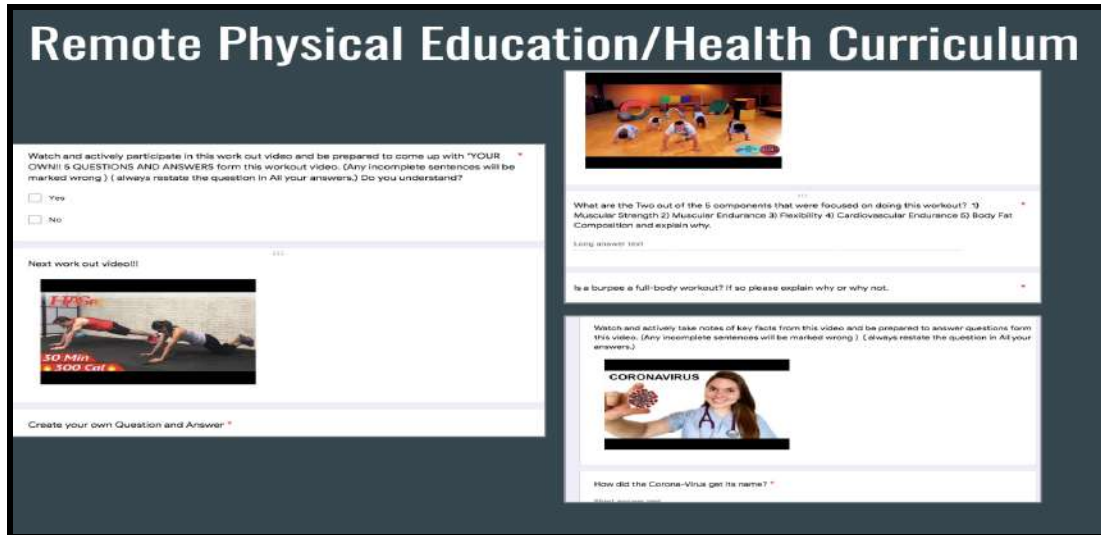 Remote Physical Education/Health Curriculum
Watch and actively participate in this work out video and be prepared to come up with "YOUR *
OWN!! 5 QUESTIONS AND ANSWERS form this workout video. (Any incomplete sentences will be
marked wrong ) ( always restate the question in All your answers.) Do you understand?
Yes
No
Next work out video!!!
30 Min
300 Cal
Create your own Question and Answer *
What are the Two out of the 5 components that were focused on doing this workout? 1) *
Muscular Strength 2) Muscular Endurance 3) Flexibility 4) Cardiovascular Endurance 5) Body Fat
Composition and explain why.
Long answer text
Is a burpee a full-body workout? If so please explain why or why not. *
Watch and actively take notes of key facts from this video and be prepared to answer questions form
this video. (Any incomplete sentences will be marked wrong ) ( always restate the question in All your
answers.)
CORONAVIRUS
How did the Corona-Virus get its name? *
Short answer text